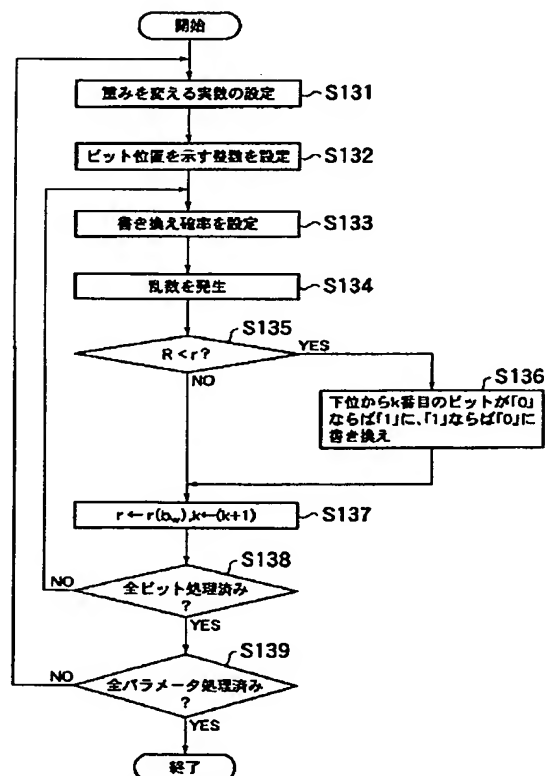 開始
重みを変える実数の設定
S131
ビット位置を示す整数を設定
S132
書き換え確率を設定
S133
乱数を発生
S134
S135
R<r?
YES
NO
S136
下位からk番目のビットが「0」
ならば「1」に、「1」ならば「0」に
書き換え
r←r(bw),k←(k+1)
S137
S138
NO
全ビット処理済み
?
YES
S139
NO
全パラメータ処理済み
?
YES
終了